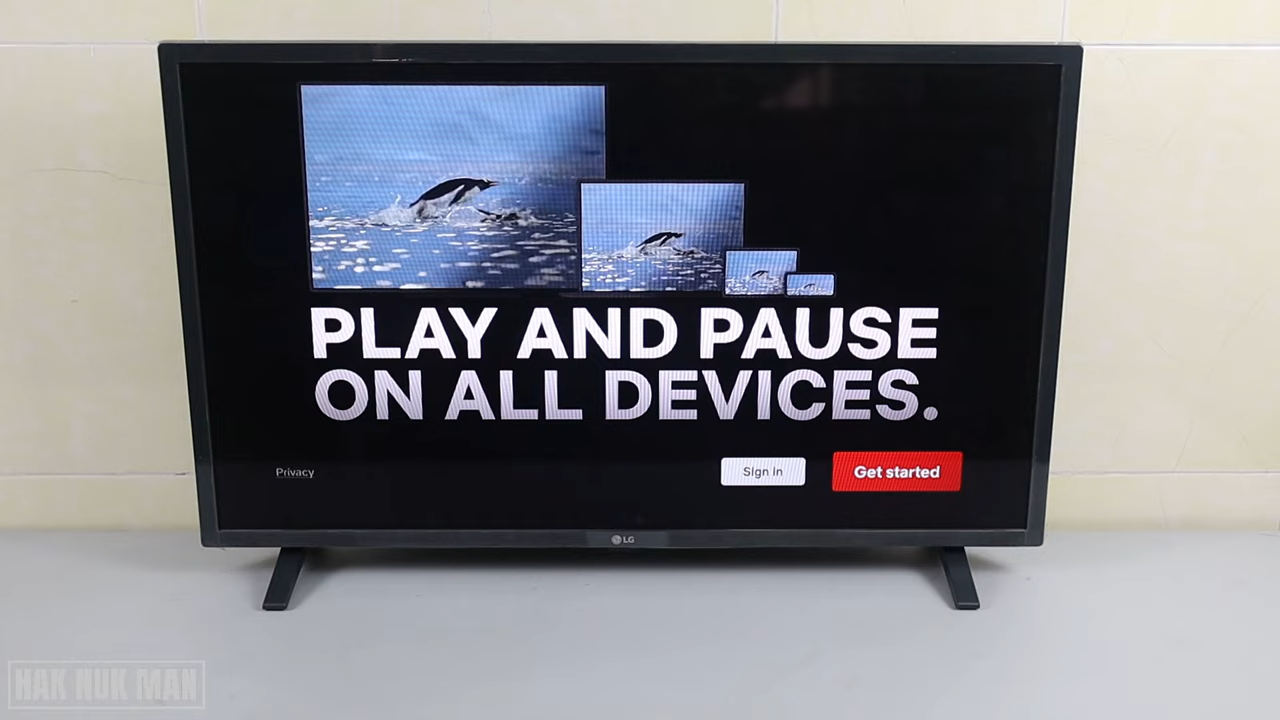 PLAY AND PAUSE
ON ALL DEVICES.
Privacy
Sign In
Get started
LG
HAK NUK MAN